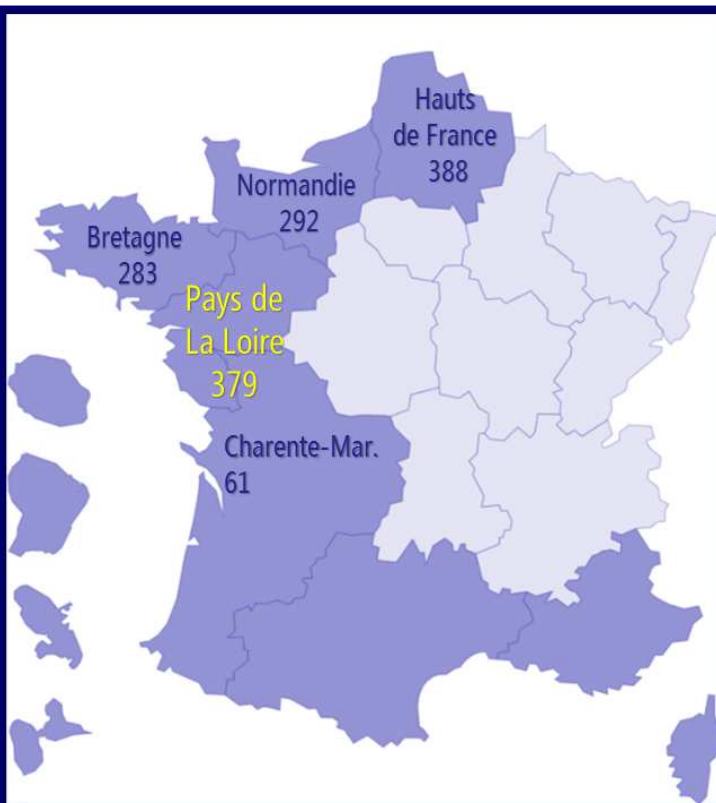 Hauts
de France
388
Normandie
292
Bretagne
283
Pays de
La Loire
379
Charente-Mar.
61